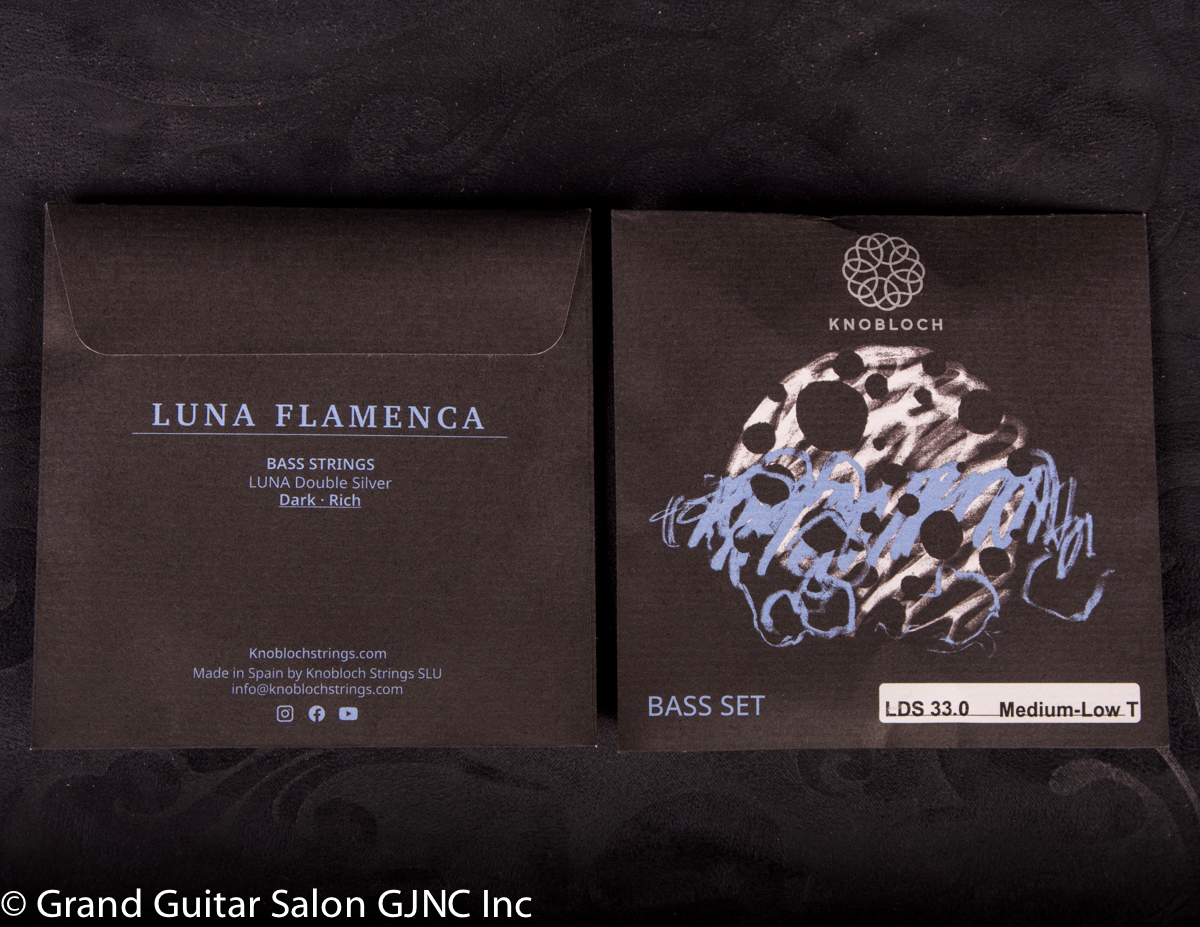 LUNA FLAMENCA
BASS STRINGS
LUNA Double Silver
Dark · Rich
Knoblochstrings.com
Made in Spain by Knobloch Strings SLU
info@knoblochstrings.com
KNOBLOCH
BASS SET
LDS 33.0 Medium-Low T
© Grand Guitar Salon GJNC Inc